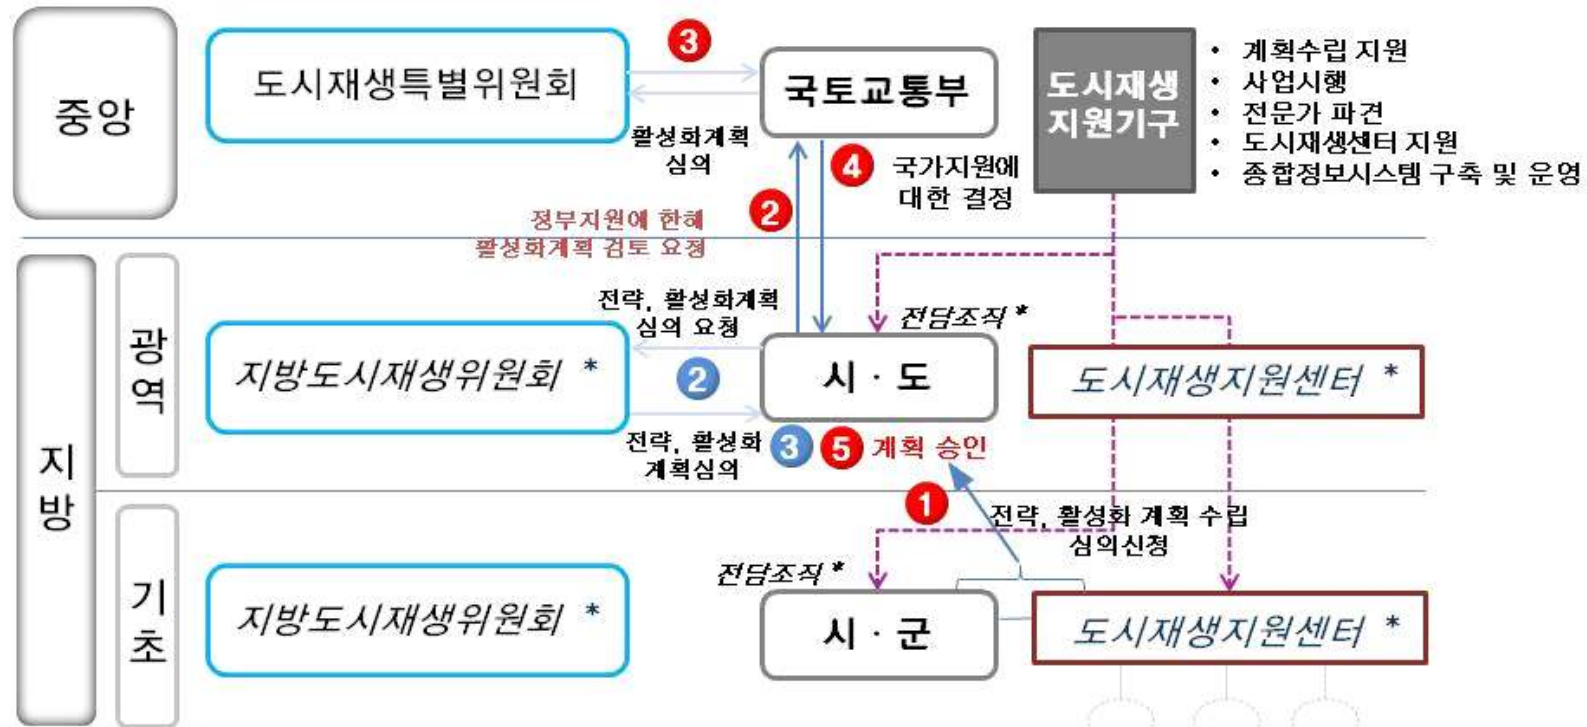 중앙
도시재생특별위원회
3
국토교통부
활성화계획
심의
도시재생
지원기구
• 계획수립 지원
• 사업시행
• 전문가 파견
• 도시재생센터 지원
• 종합정보시스템 구축 및 운영
4
국가지원에
대한 결정
2
정부지원에 한해
활성화계획 검토 요청
지
방
광
역
전략, 활성화계획
심의 요청
지방도시재생위원회 *
2
전담조직 *
시 · 도
도시재생지원센터 *
전략, 활성화
계획심의
3
5
계획 승인
1
전략, 활성화 계획 수립
심의신청
기
초
지방도시재생위원회 *
전담조직 *
시 · 군
도시재생지원센터 *